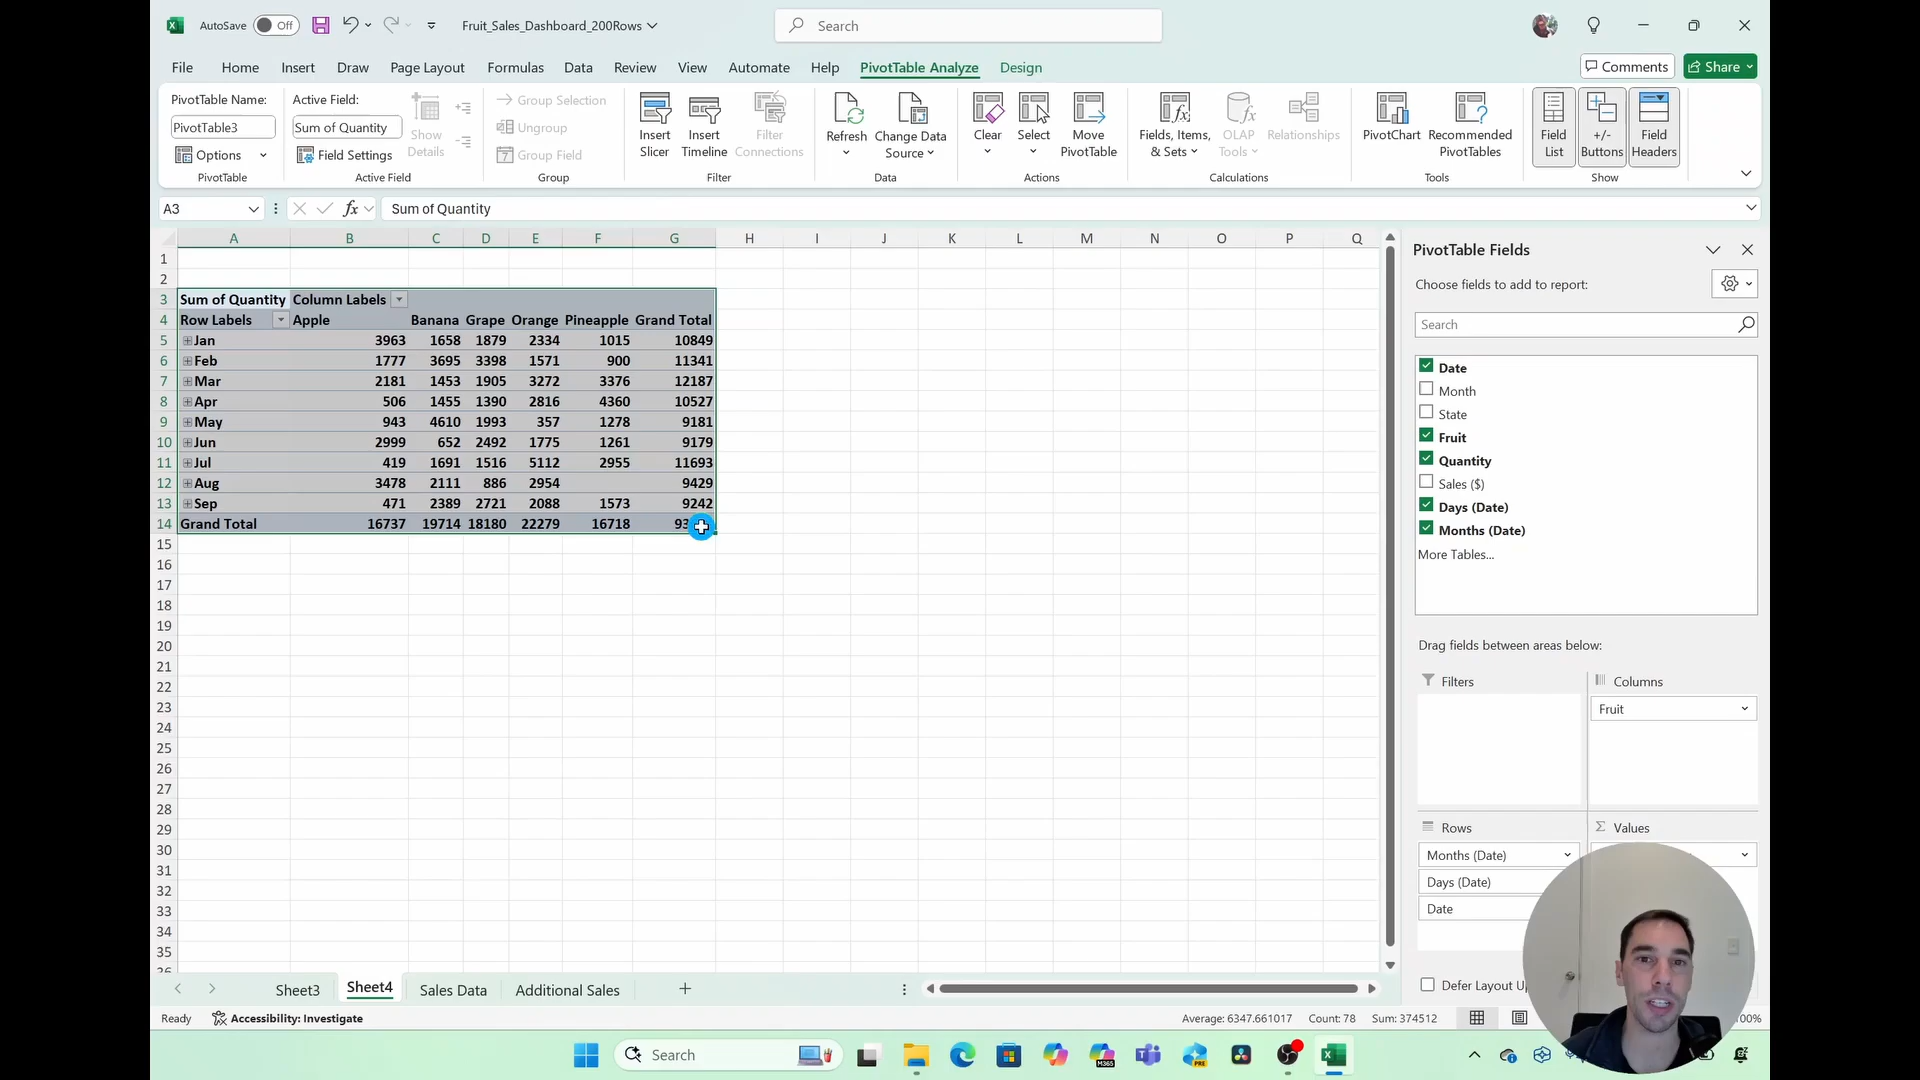 AutoSave Off Fruit_Sales_Dashboard_200Rows Search
File Home Insert Draw Page Layout Formulas Data Review View Automate Help PivotTable Analyze Design Comments Share
PivotTable Name: Active Field:
PivotTable3 Sum of Quantity
Options Field Settings
Show Details
Group Selection
Ungroup
Group Field
Insert Slicer
Insert Timeline
Filter Connections
Refresh
Change Data Source
Clear
Select
Move PivotTable
Fields, Items, & Sets
OLAP Tools
Relationships
PivotChart
Recommended PivotTables
Field List
+/- Buttons
Field Headers
PivotTable Active Field Group Filter Data Actions Calculations Tools Show
A3 fx Sum of Quantity
A B C D E F G H I J K L M N O P Q
1
2
3 Sum of Quantity Column Labels
4 Row Labels Apple Banana Grape Orange Pineapple Grand Total
5 Jan 3963 1658 1879 2334 1015 10849
6 Feb 1777 3695 3398 1571 900 11341
7 Mar 2181 1453 1905 3272 3376 12187
8 Apr 506 1455 1390 2816 4360 10527
9 May 943 4610 1993 357 1278 9181
10 Jun 2999 652 2492 1775 1261 9179
11 Jul 419 1691 1516 5112 2955 11693
12 Aug 3478 2111 886 2954 9429
13 Sep 471 2389 2721 2088 1573 9242
14 Grand Total 16737 19714 18180 22279 16718
15
16
17
18
19
20
21
22
23
24
25
26
27
28
29
30
31
32
33
34
35
36
PivotTable Fields
Choose fields to add to report:
Search
Date
Month
State
Fruit
Quantity
Sales ($)
Days (Date)
Months (Date)
More Tables...
Drag fields between areas below:
Filters Columns
Fruit
Rows Values
Months (Date)
Days (Date)
Date
Defer Layout
Sheet3 Sheet4 Sales Data Additional Sales
Ready Accessibility: Investigate Average: 6347.661017 Count: 78 Sum: 374512 100%
Search
M365
PRE